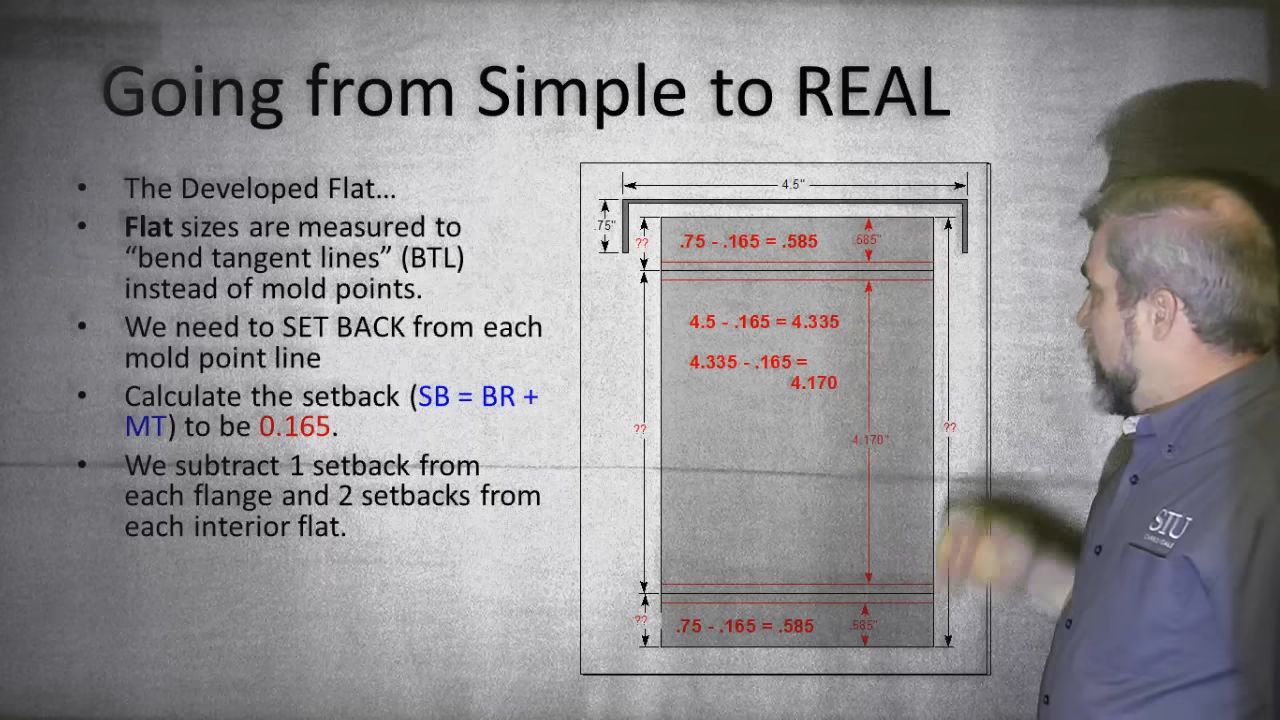 Going from Simple to REAL
• The Developed Flat…
• Flat sizes are measured to
“bend tangent lines” (BTL)
instead of mold points.
• We need to SET BACK from each
mold point line
• Calculate the setback (SB = BR +
MT) to be 0.165.
• We subtract 1 setback from
each flange and 2 setbacks from
each interior flat.
4.5"
.75"
??
.75 - .165 = .585
.585"
4.5 - .165 = 4.335
4.335 - .165 =
4.170
??
4.170"
??
??
.75 - .165 = .585
.585"
SIU